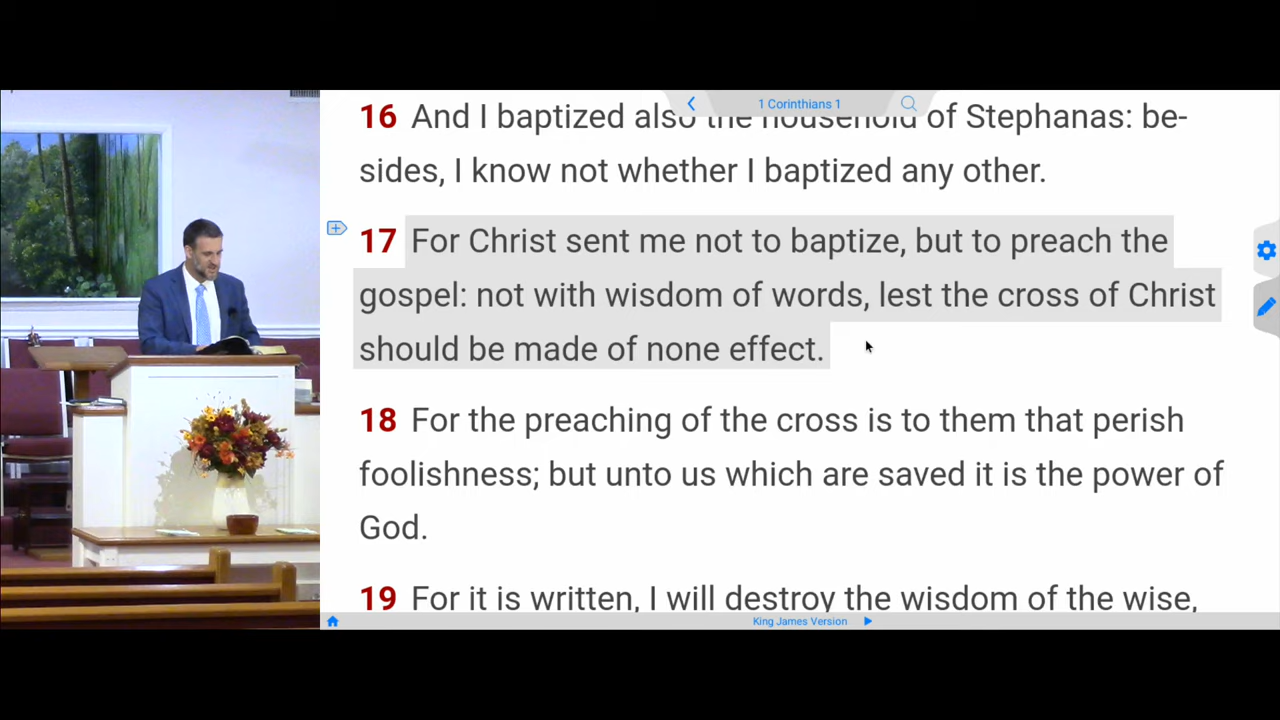 1 Corinthians 1
16 And I baptized also the household of Stephanas: be-
sides, I know not whether I baptized any other.
17 For Christ sent me not to baptize, but to preach the
gospel: not with wisdom of words, lest the cross of Christ
should be made of none effect.
18 For the preaching of the cross is to them that perish
foolishness; but unto us which are saved it is the power of
God.
19 For it is written, I will destroy the wisdom of the wise,
King James Version